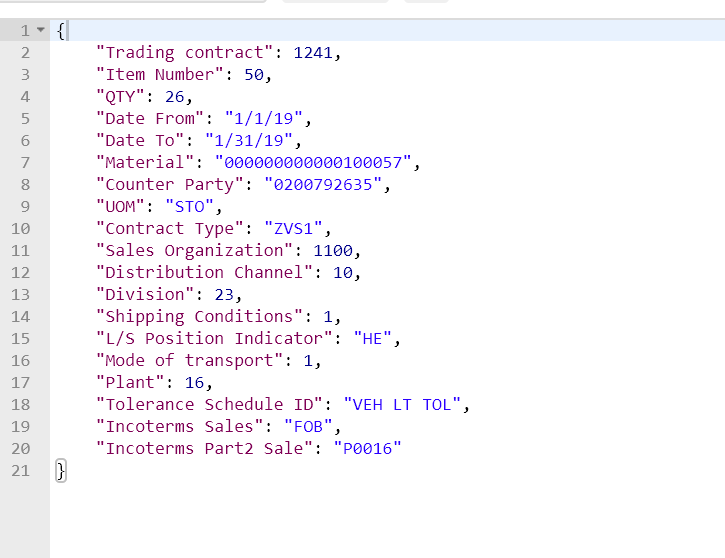 1 {
2 "Trading contract": 1241,
3 "Item Number": 50,
4 "QTY": 26,
5 "Date From": "1/1/19",
6 "Date To": "1/31/19",
7 "Material": "000000000000100057",
8 "Counter Party": "0200792635",
9 "UOM": "STO",
10 "Contract Type": "ZVS1",
11 "Sales Organization": 1100,
12 "Distribution Channel": 10,
13 "Division": 23,
14 "Shipping Conditions": 1,
15 "L/S Position Indicator": "HE",
16 "Mode of transport": 1,
17 "Plant": 16,
18 "Tolerance Schedule ID": "VEH LT TOL",
19 "Incoterms Sales": "FOB",
20 "Incoterms Part2 Sale": "P0016"
21 }